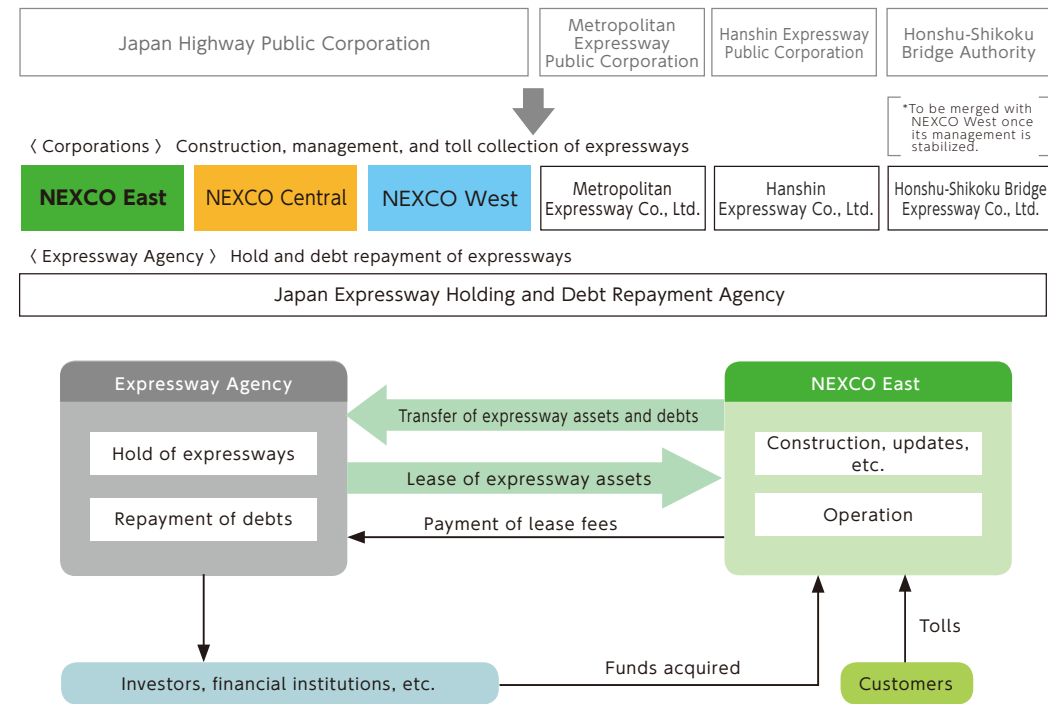 Japan Highway Public Corporation
Metropolitan
Expressway
Public Corporation
Hanshin Expressway
Public Corporation
Honshu-Shikoku
Bridge Authority
*To be merged with
NEXCO West once
its management is
stabilized.
〈 Corporations 〉 Construction, management, and toll collection of expressways
NEXCO East
NEXCO Central
NEXCO West
Metropolitan
Expressway Co., Ltd.
Hanshin
Expressway Co., Ltd.
Honshu-Shikoku Bridge
Expressway Co., Ltd.
〈 Expressway Agency 〉 Hold and debt repayment of expressways
Japan Expressway Holding and Debt Repayment Agency
Expressway Agency
Hold of expressways
Repayment of debts
Transfer of expressway assets and debts
Lease of expressway assets
Payment of lease fees
NEXCO East
Construction, updates,
etc.
Operation
Tolls
Funds acquired
Investors, financial institutions, etc.
Customers